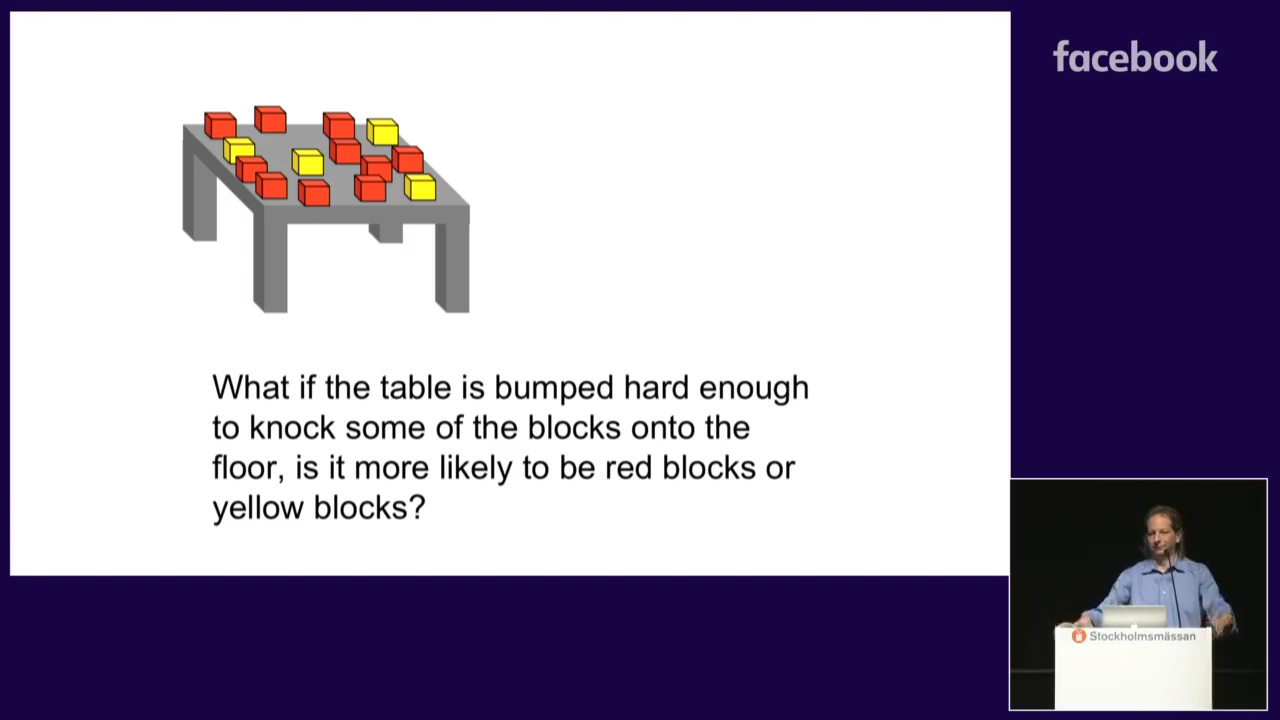 facebook
What if the table is bumped hard enough
to knock some of the blocks onto the
floor, is it more likely to be red blocks or
yellow blocks?
Stockholmsmässan